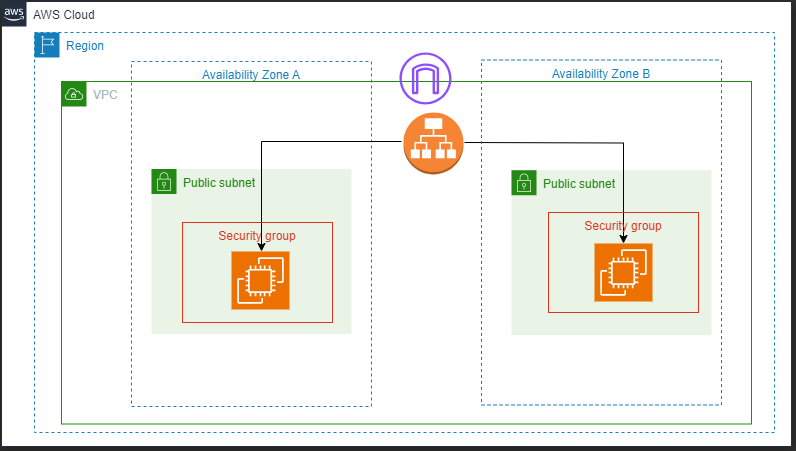 aws
AWS Cloud
Region
Availability Zone A
Availability Zone B
VPC
Public subnet
Public subnet
Security group
Security group